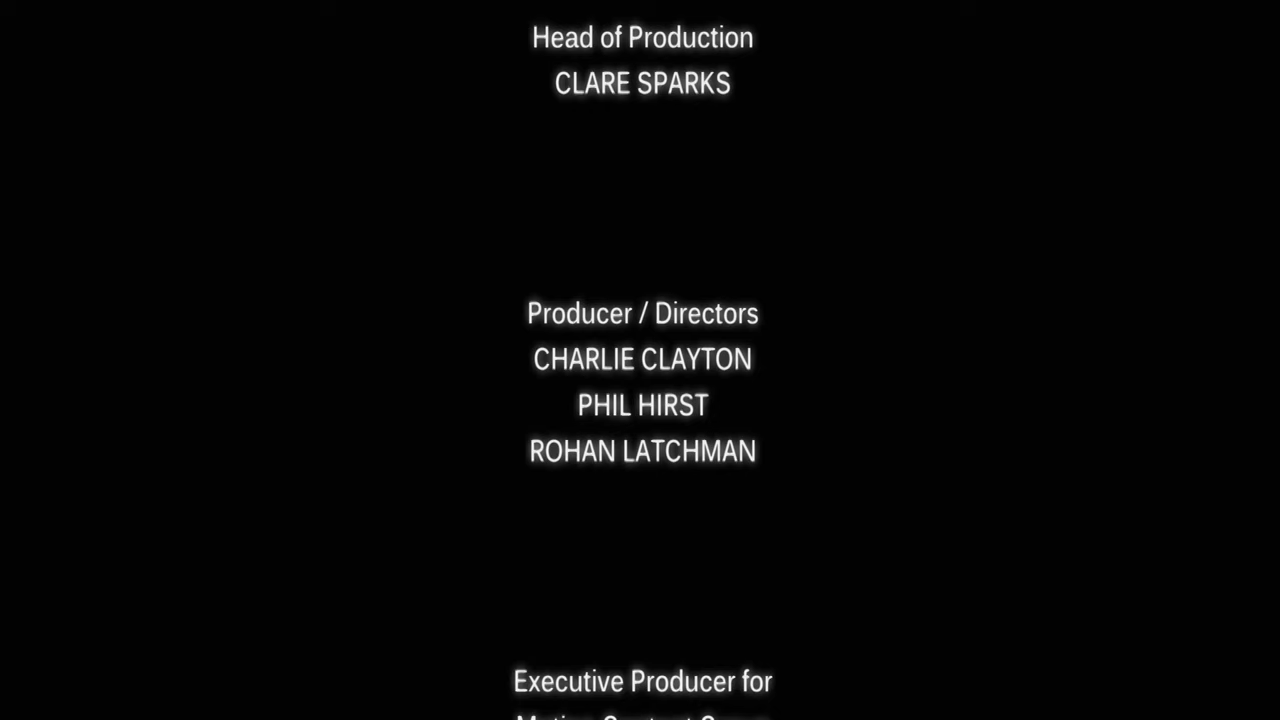 Head of Production
CLARE SPARKS
Producer / Directors
CHARLIE CLAYTON
PHIL HIRST
ROHAN LATCHMAN
Executive Producer for